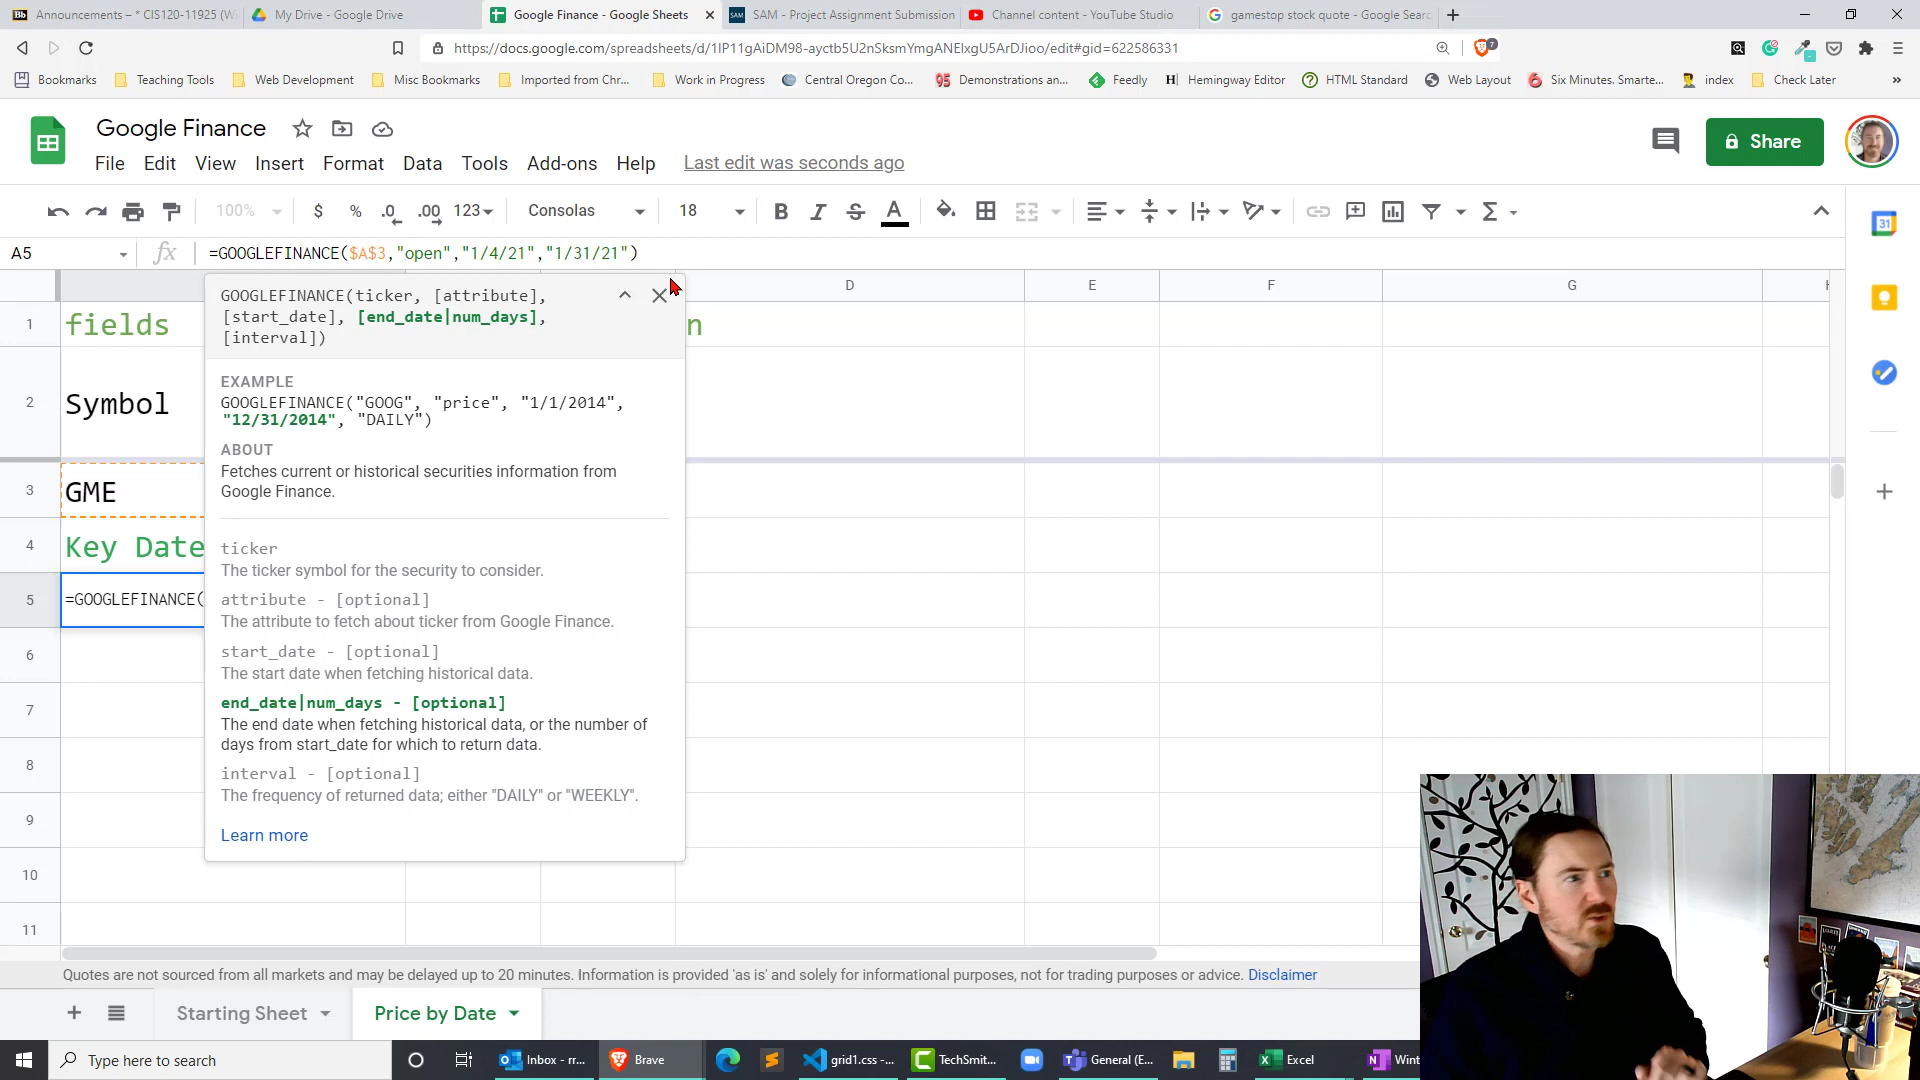 Announcements – * CIS120-11925 (Wi
My Drive - Google Drive
Google Finance - Google Sheets
SAM - Project Assignment Submission
Channel content - YouTube Studio
gamestop stock quote - Google Searc
https://docs.google.com/spreadsheets/d/1IP11gAiDM98-ayctb5U2nSksmYmgANElxgU5ArDJioo/edit#gid=622586331
7
Bookmarks
Teaching Tools
Web Development
Misc Bookmarks
Imported from Chr...
Work in Progress
Central Oregon Co...
Demonstrations an...
Feedly
Hemingway Editor
HTML Standard
Web Layout
Six Minutes. Smarte...
index
Check Later
Google Finance
Share
File Edit View Insert Format Data Tools Add-ons Help Last edit was seconds ago
100% $ % .0 .00 123 Consolas 18 B I S A Σ
A5 fx =GOOGLEFINANCE($A$3,"open","1/4/21","1/31/21")
D E F G
1 fields n
2 Symbol
3 GME
4 Key Date
5 =GOOGLEFINANCE(
6
7
8
9
10
11
GOOGLEFINANCE(ticker, [attribute],
[start_date], [end_date|num_days],
[interval])
EXAMPLE
GOOGLEFINANCE("GOOG", "price", "1/1/2014",
"12/31/2014", "DAILY")
ABOUT
Fetches current or historical securities information from
Google Finance.
ticker
The ticker symbol for the security to consider.
attribute - [optional]
The attribute to fetch about ticker from Google Finance.
start_date - [optional]
The start date when fetching historical data.
end_date|num_days - [optional]
The end date when fetching historical data, or the number of
days from start_date for which to return data.
interval - [optional]
The frequency of returned data; either "DAILY" or "WEEKLY".
Learn more
31
Quotes are not sourced from all markets and may be delayed up to 20 minutes. Information is provided 'as is' and solely for informational purposes, not for trading purposes or advice. Disclaimer
Starting Sheet
Price by Date
Type here to search
Inbox - rr...
Brave
grid1.css -...
TechSmit...
General (E...
Excel
Wint